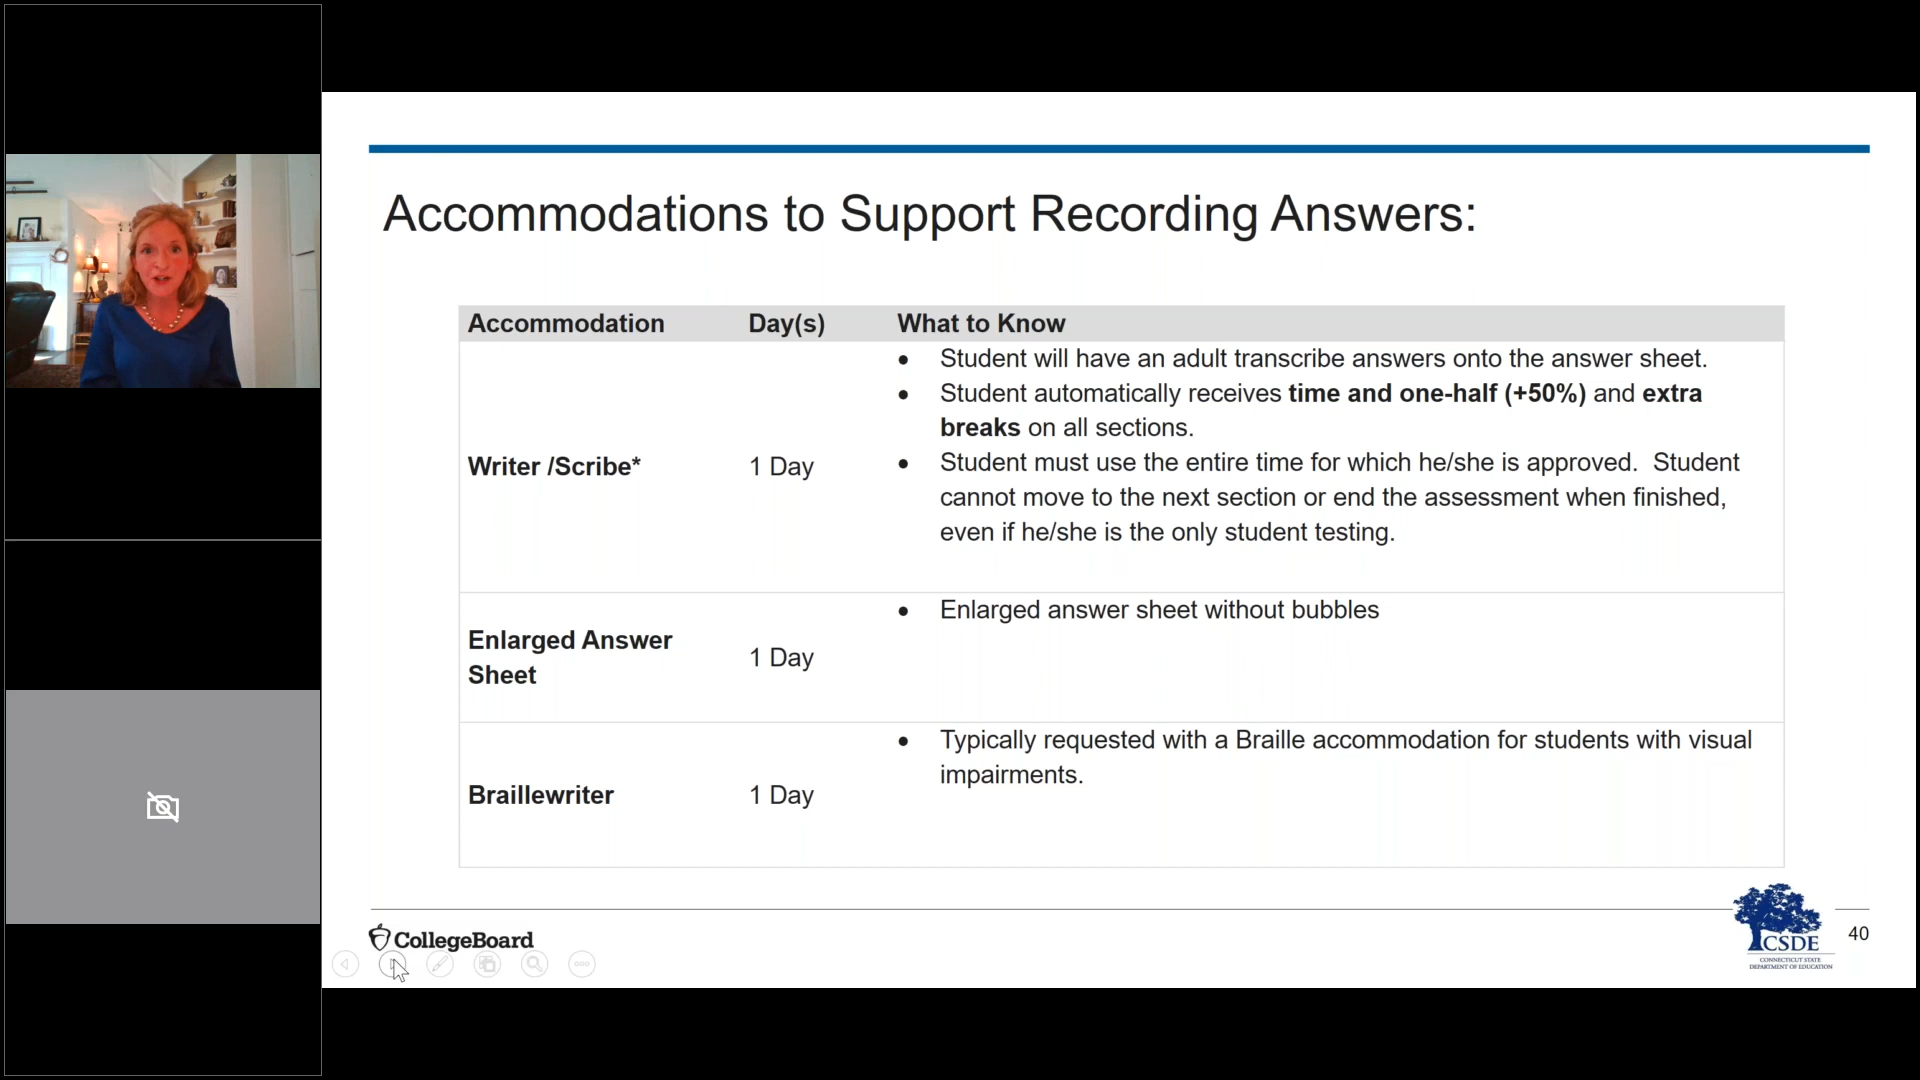 Accommodations to Support Recording Answers:
Accommodation Day(s) What to Know
Writer /Scribe* 1 Day
• Student will have an adult transcribe answers onto the answer sheet.
• Student automatically receives time and one-half (+50%) and extra
breaks on all sections.
• Student must use the entire time for which he/she is approved.  Student
cannot move to the next section or end the assessment when finished,
even if he/she is the only student testing.
Enlarged Answer
Sheet
1 Day
• Enlarged answer sheet without bubbles
Braillewriter 1 Day
• Typically requested with a Braille accommodation for students with visual
impairments.
CollegeBoard
CSDE
CONNECTICUT STATE
DEPARTMENT OF EDUCATION
40